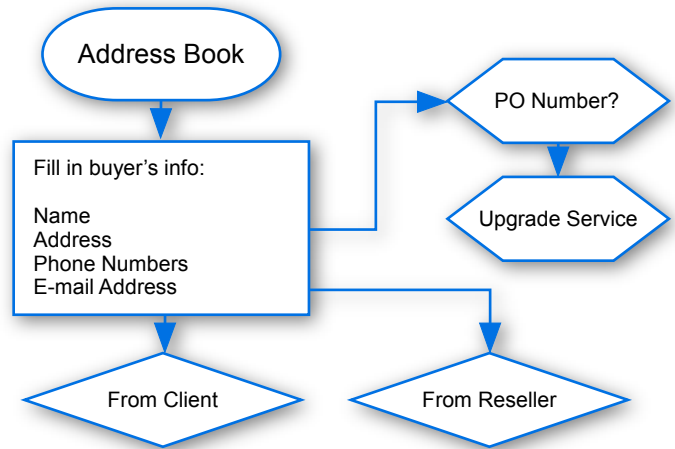 Address Book
PO Number?
Fill in buyer’s info:
Name
Address
Phone Numbers
E-mail Address
Upgrade Service
From Client
From Reseller